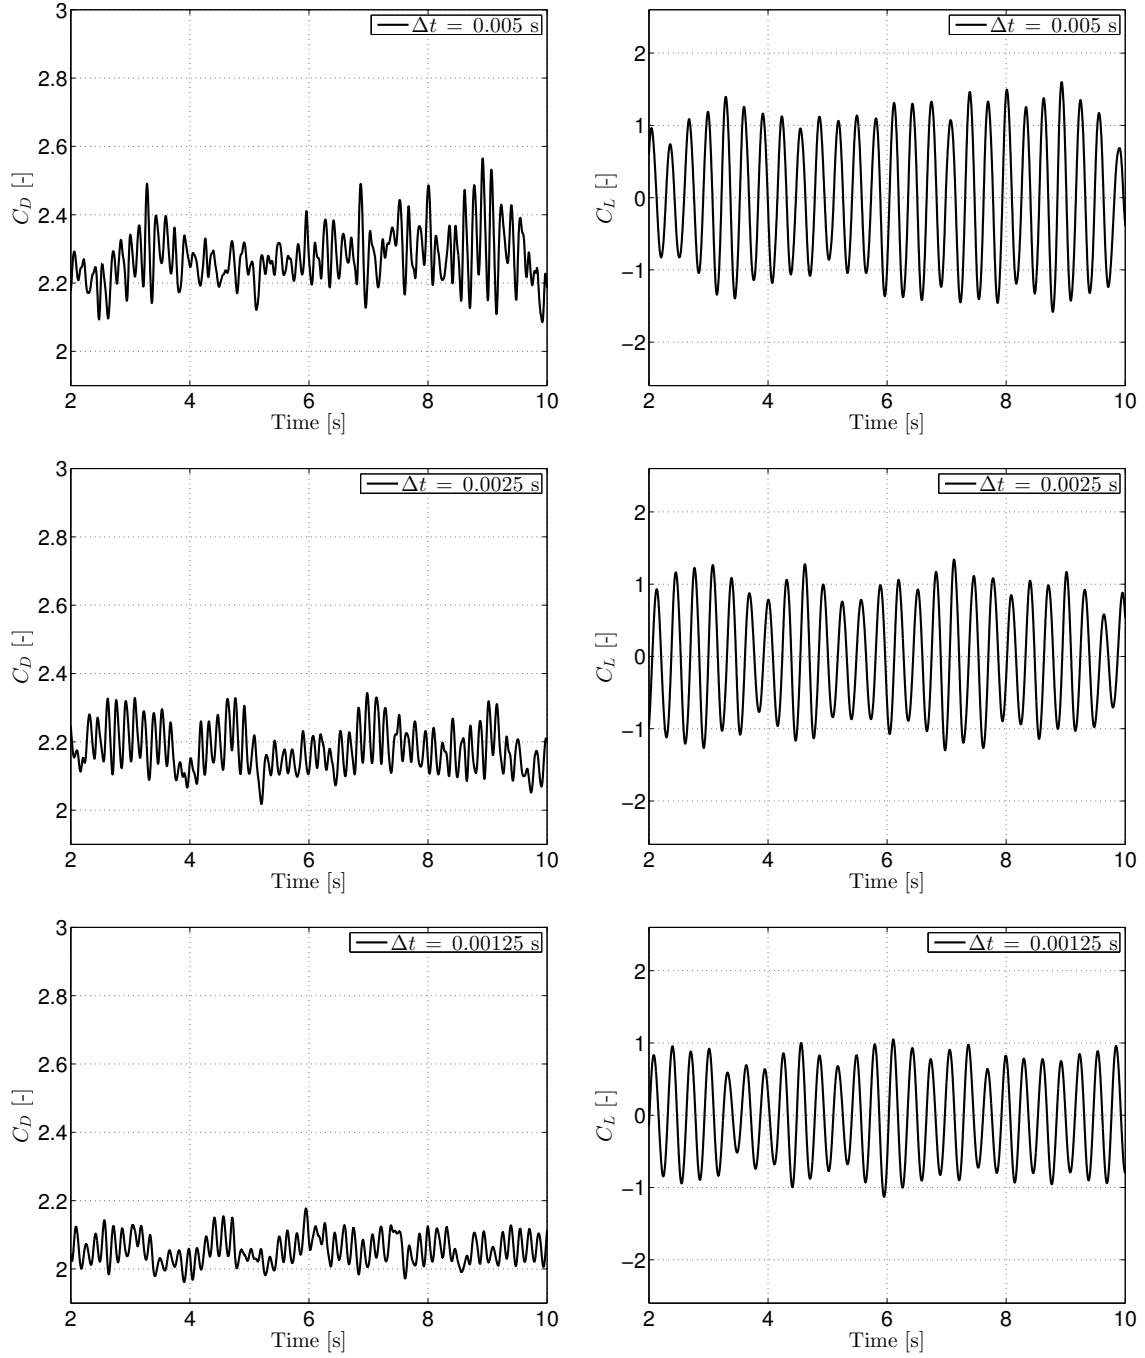 3
2.8
2.6
2.4
2.2
2
2 4 6 8 10
Time [s]
C_D [-]
Δt = 0.005 s
2
1
0
−1
−2
2 4 6 8 10
Time [s]
C_L [-]
Δt = 0.005 s
3
2.8
2.6
2.4
2.2
2
2 4 6 8 10
Time [s]
C_D [-]
Δt = 0.0025 s
2
1
0
−1
−2
2 4 6 8 10
Time [s]
C_L [-]
Δt = 0.0025 s
3
2.8
2.6
2.4
2.2
2
2 4 6 8 10
Time [s]
C_D [-]
Δt = 0.00125 s
2
1
0
−1
−2
2 4 6 8 10
Time [s]
C_L [-]
Δt = 0.00125 s